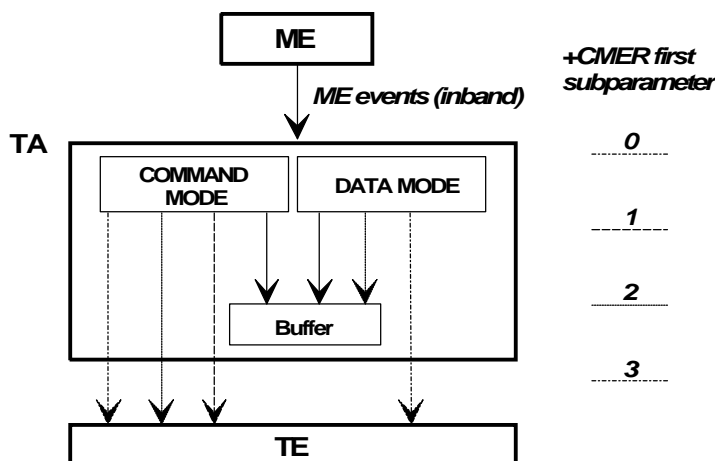 ME
+CMER first
subparameter
ME events (inband)
TA
0
COMMAND
MODE
DATA MODE
1
2
Buffer
3
TE